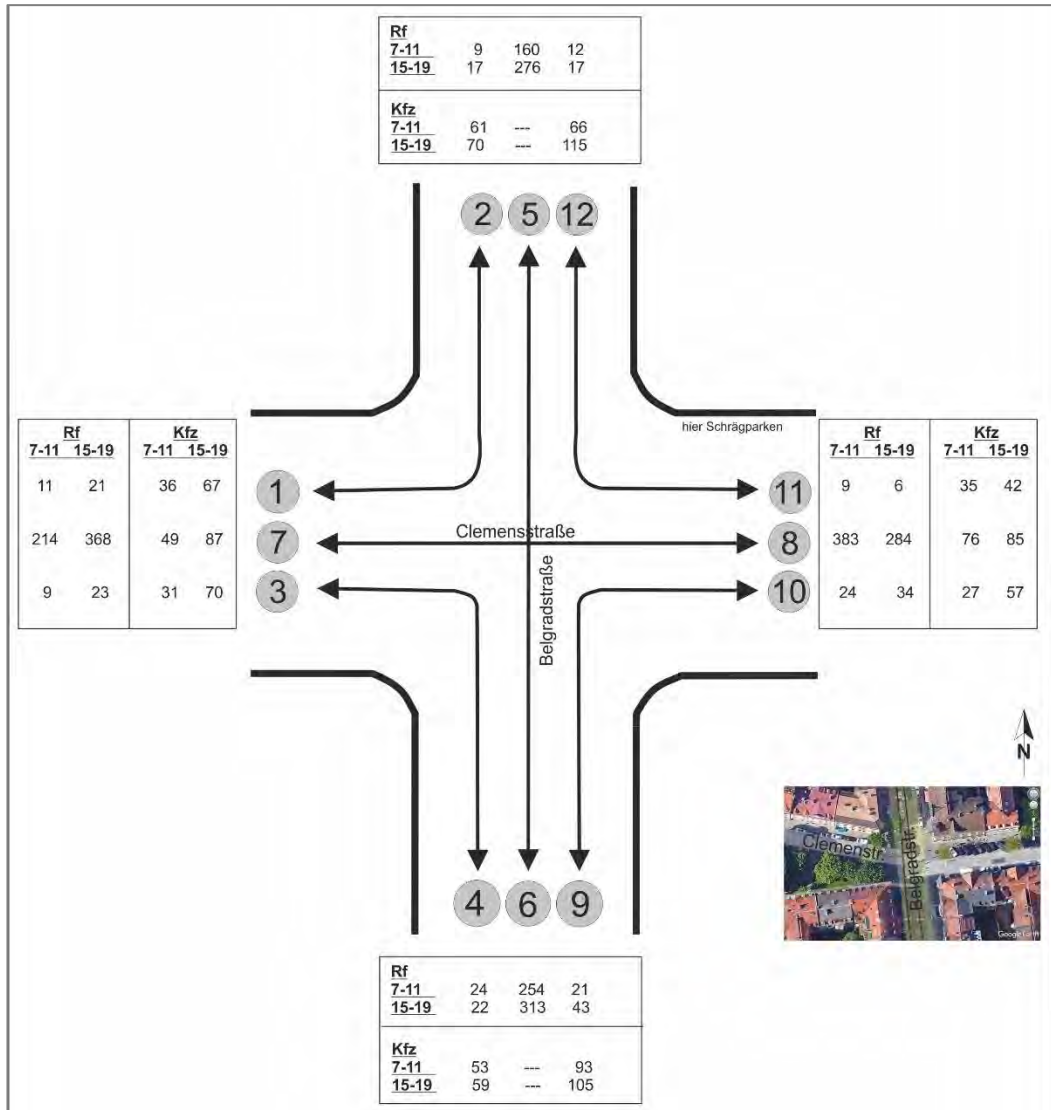 Rf
7-11 9 160 12
15-19 17 276 17
Kfz
7-11 61 --- 66
15-19 70 --- 115
2 5 12
hier Schrägparken
Rf Kfz
7-11 15-19 7-11 15-19
11 21 36 67
214 368 49 87
9 23 31 70
1
7
3
Clemensstraße
Belgradstraße
11
8
10
Rf Kfz
7-11 15-19 7-11 15-19
9 6 35 42
383 284 76 85
24 34 27 57
N
Clemenstr.
Belgradstr.
Google Earth
4 6 9
Rf
7-11 24 254 21
15-19 22 313 43
Kfz
7-11 53 --- 93
15-19 59 --- 105